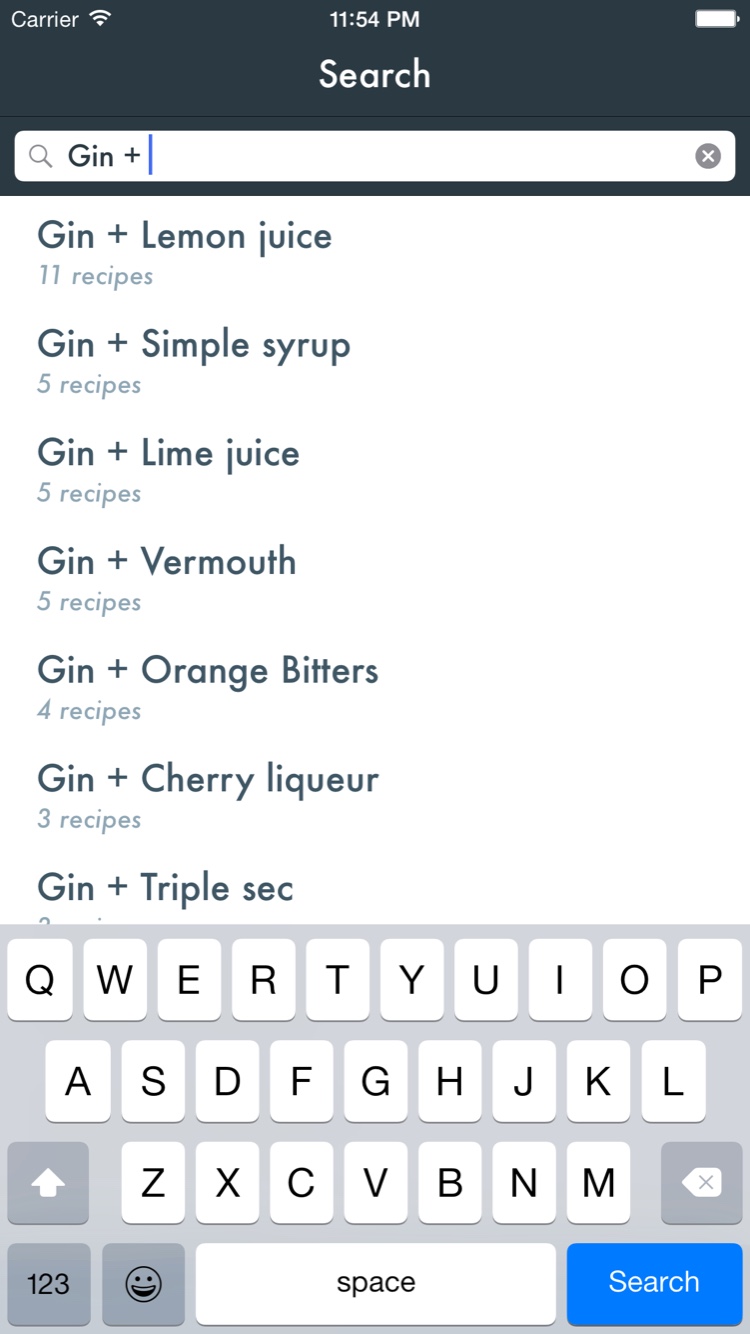 Carrier 11:54 PM
Search
Gin +
Gin + Lemon juice
11 recipes
Gin + Simple syrup
5 recipes
Gin + Lime juice
5 recipes
Gin + Vermouth
5 recipes
Gin + Orange Bitters
4 recipes
Gin + Cherry liqueur
3 recipes
Gin + Triple sec
Q W E R T Y U I O P
A S D F G H J K L
Z X C V B N M
123 space Search